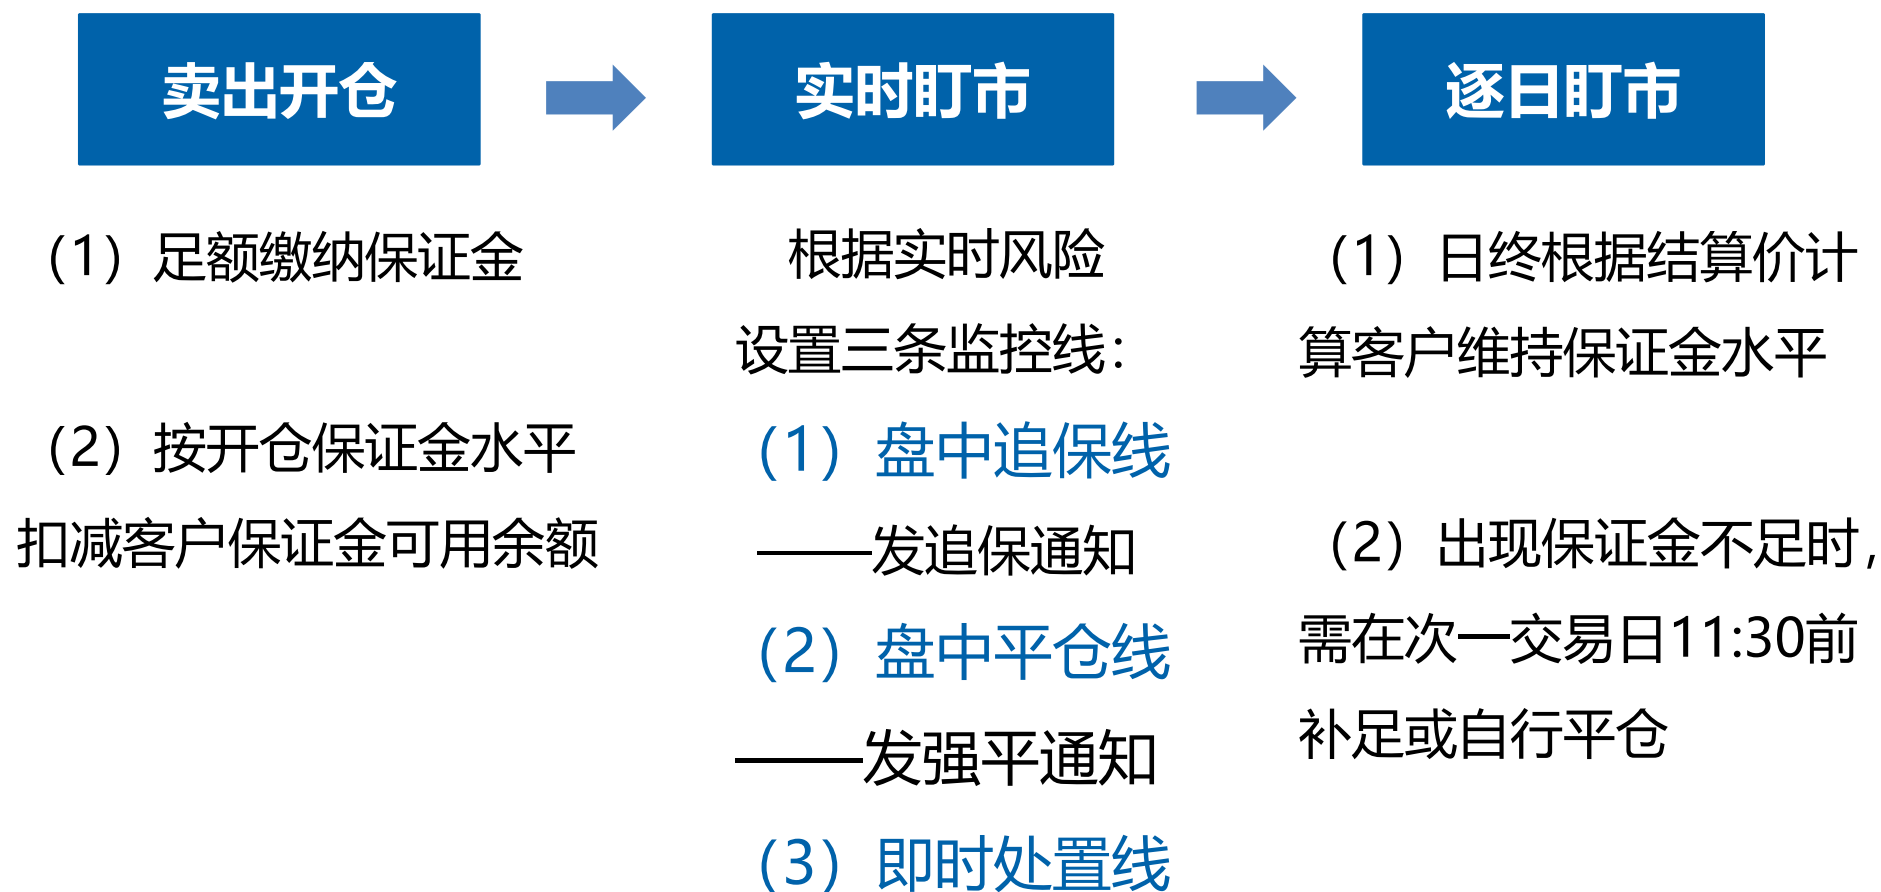 卖出开仓
实时盯市
逐日盯市
（1）足额缴纳保证金
（2）按开仓保证金水平
扣减客户保证金可用余额
根据实时风险
设置三条监控线：
（1）盘中追保线
——发追保通知
（2）盘中平仓线
——发强平通知
（3）即时处置线
（1）日终根据结算价计
算客户维持保证金水平
（2）出现保证金不足时，
需在次一交易日11:30前
补足或自行平仓